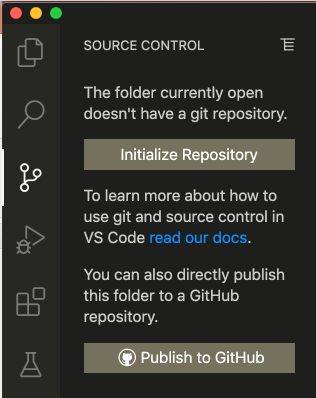 SOURCE CONTROL
The folder currently open
doesn't have a git repository.
Initialize Repository
To learn more about how to
use git and source control in
VS Code read our docs.
You can also directly publish
this folder to a GitHub
repository.
Publish to GitHub